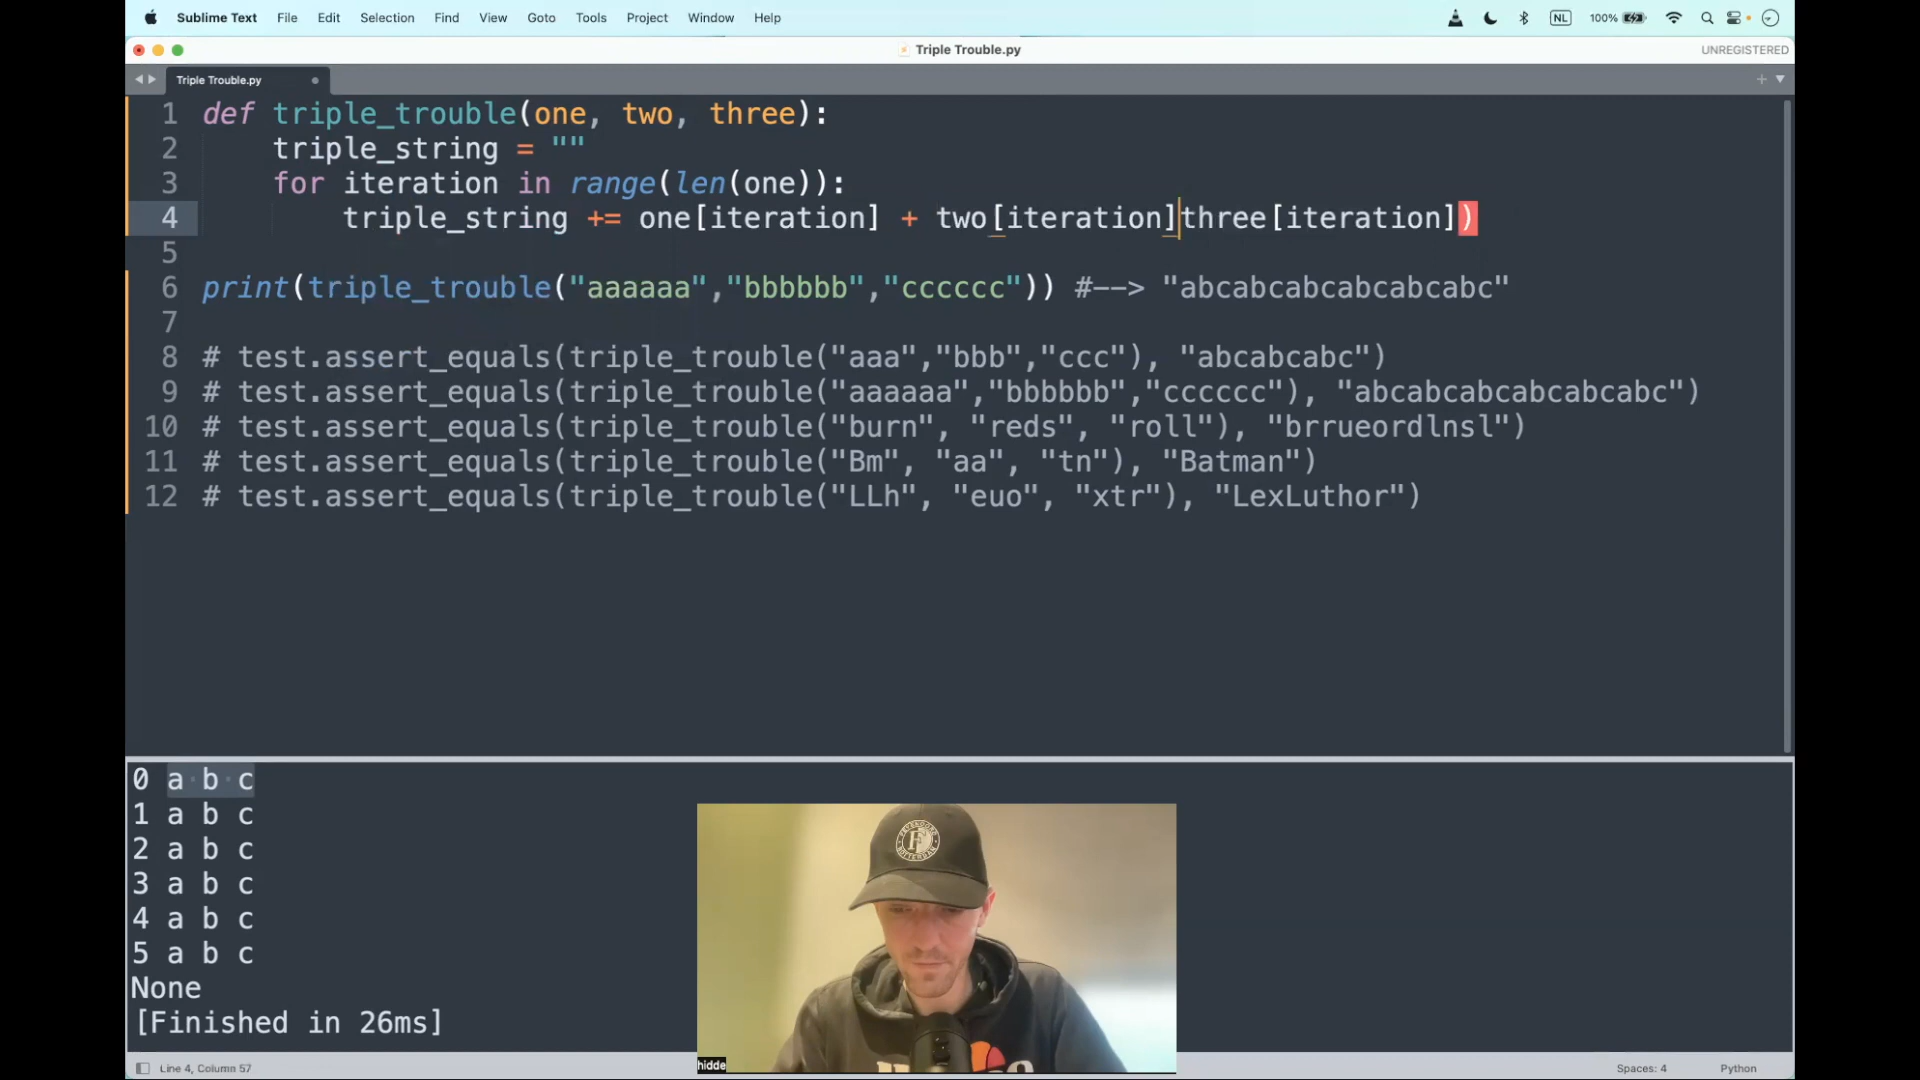 Sublime Text File Edit Selection Find View Goto Tools Project Window Help NL 100%
Triple Trouble.py UNREGISTERED
Triple Trouble.py
1 def triple_trouble(one, two, three):
2 triple_string = ""
3 for iteration in range(len(one)):
4 triple_string += one[iteration] + two[iteration]three[iteration])
5
6 print(triple_trouble("aaaaaa","bbbbbb","cccccc")) #--> "abcabcabcabcabcabc"
7
8 # test.assert_equals(triple_trouble("aaa","bbb","ccc"), "abcabcabc")
9 # test.assert_equals(triple_trouble("aaaaaa","bbbbbb","cccccc"), "abcabcabcabcabcabc")
10 # test.assert_equals(triple_trouble("burn", "reds", "roll"), "brrueordlnsl")
11 # test.assert_equals(triple_trouble("Bm", "aa", "tn"), "Batman")
12 # test.assert_equals(triple_trouble("LLh", "euo", "xtr"), "LexLuthor")
0 a b c
1 a b c
2 a b c
3 a b c
4 a b c
5 a b c
None
[Finished in 26ms]
hidde
Line 4, Column 57 Spaces: 4 Python